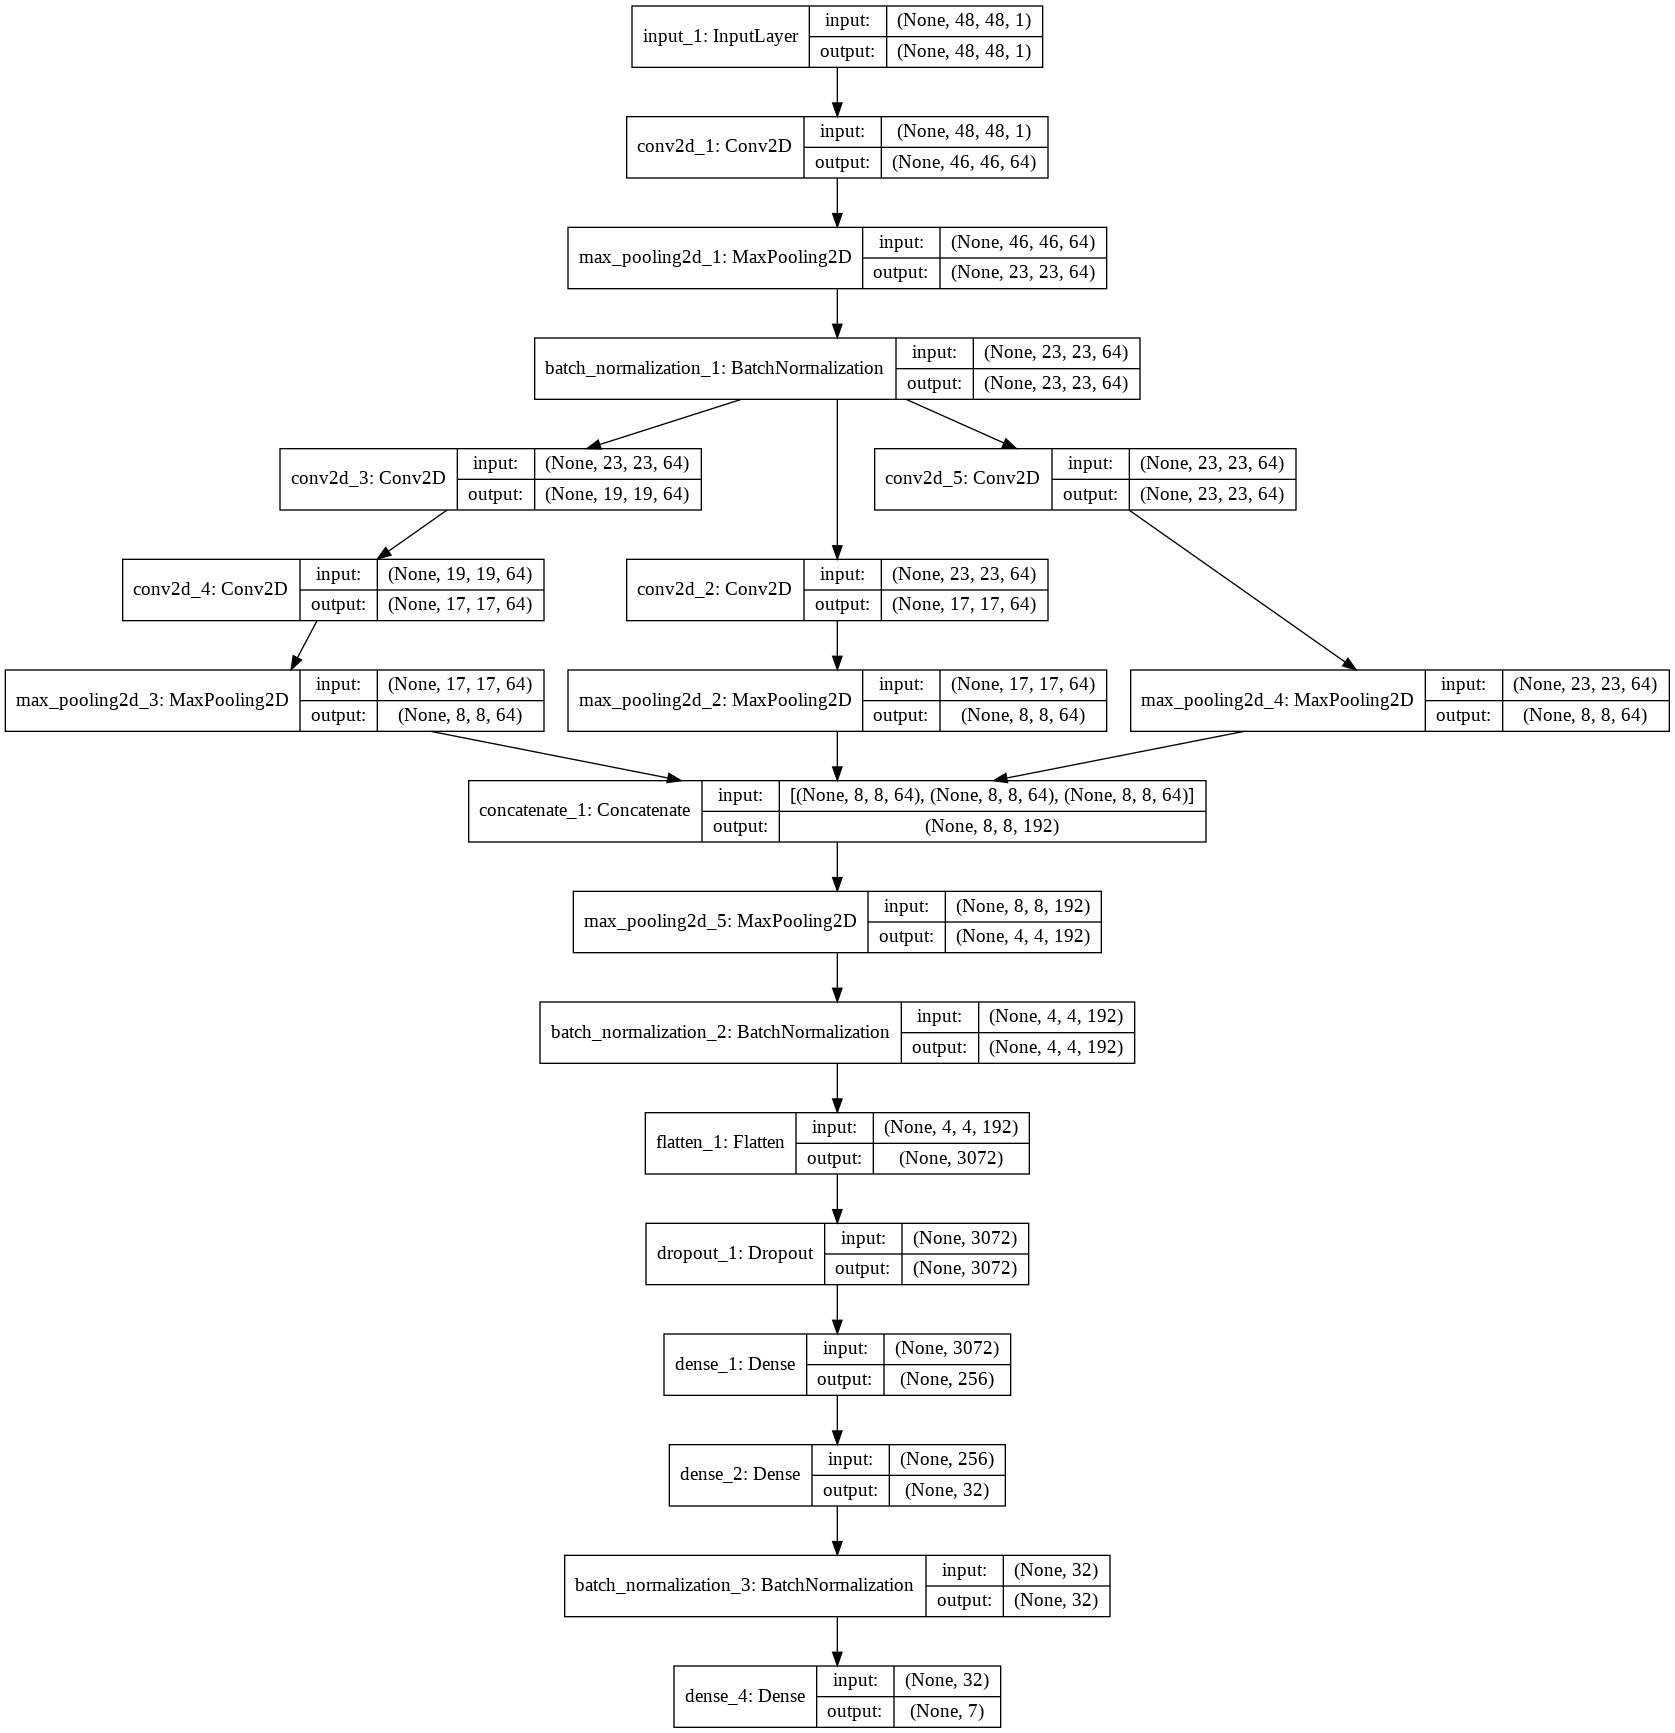 input_1: InputLayer
input: (None, 48, 48, 1)
output: (None, 48, 48, 1)
conv2d_1: Conv2D
input: (None, 48, 48, 1)
output: (None, 46, 46, 64)
max_pooling2d_1: MaxPooling2D
input: (None, 46, 46, 64)
output: (None, 23, 23, 64)
batch_normalization_1: BatchNormalization
input: (None, 23, 23, 64)
output: (None, 23, 23, 64)
conv2d_3: Conv2D
input: (None, 23, 23, 64)
output: (None, 19, 19, 64)
conv2d_5: Conv2D
input: (None, 23, 23, 64)
output: (None, 23, 23, 64)
conv2d_4: Conv2D
input: (None, 19, 19, 64)
output: (None, 17, 17, 64)
conv2d_2: Conv2D
input: (None, 23, 23, 64)
output: (None, 17, 17, 64)
max_pooling2d_3: MaxPooling2D
input: (None, 17, 17, 64)
output: (None, 8, 8, 64)
max_pooling2d_2: MaxPooling2D
input: (None, 17, 17, 64)
output: (None, 8, 8, 64)
max_pooling2d_4: MaxPooling2D
input: (None, 23, 23, 64)
output: (None, 8, 8, 64)
concatenate_1: Concatenate
input: [(None, 8, 8, 64), (None, 8, 8, 64), (None, 8, 8, 64)]
output: (None, 8, 8, 192)
max_pooling2d_5: MaxPooling2D
input: (None, 8, 8, 192)
output: (None, 4, 4, 192)
batch_normalization_2: BatchNormalization
input: (None, 4, 4, 192)
output: (None, 4, 4, 192)
flatten_1: Flatten
input: (None, 4, 4, 192)
output: (None, 3072)
dropout_1: Dropout
input: (None, 3072)
output: (None, 3072)
dense_1: Dense
input: (None, 3072)
output: (None, 256)
dense_2: Dense
input: (None, 256)
output: (None, 32)
batch_normalization_3: BatchNormalization
input: (None, 32)
output: (None, 32)
dense_4: Dense
input: (None, 32)
output: (None, 7)